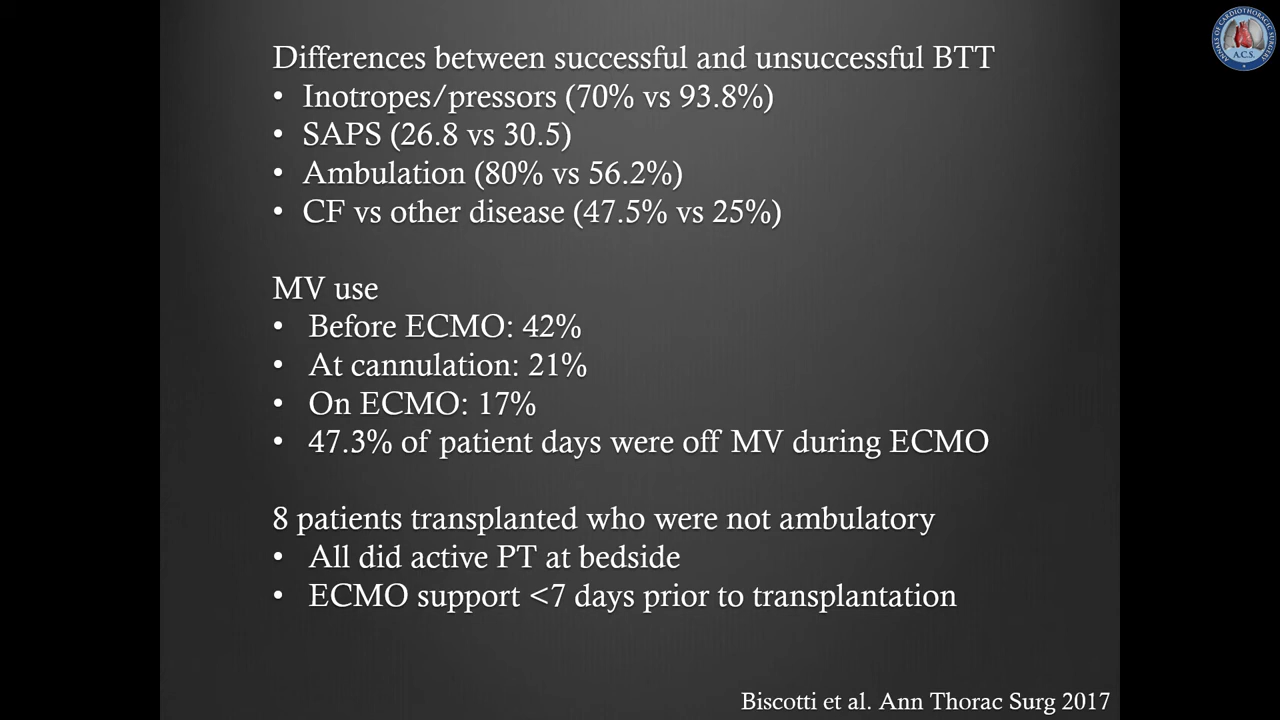 Differences between successful and unsuccessful BTT
• Inotropes/pressors (70% vs 93.8%)
• SAPS (26.8 vs 30.5)
• Ambulation (80% vs 56.2%)
• CF vs other disease (47.5% vs 25%)
MV use
• Before ECMO: 42%
• At cannulation: 21%
• On ECMO: 17%
• 47.3% of patient days were off MV during ECMO
8 patients transplanted who were not ambulatory
• All did active PT at bedside
• ECMO support <7 days prior to transplantation
Biscotti et al. Ann Thorac Surg 2017
ANNALS OF CARDIOTHORACIC SURGERY
A.C.S.